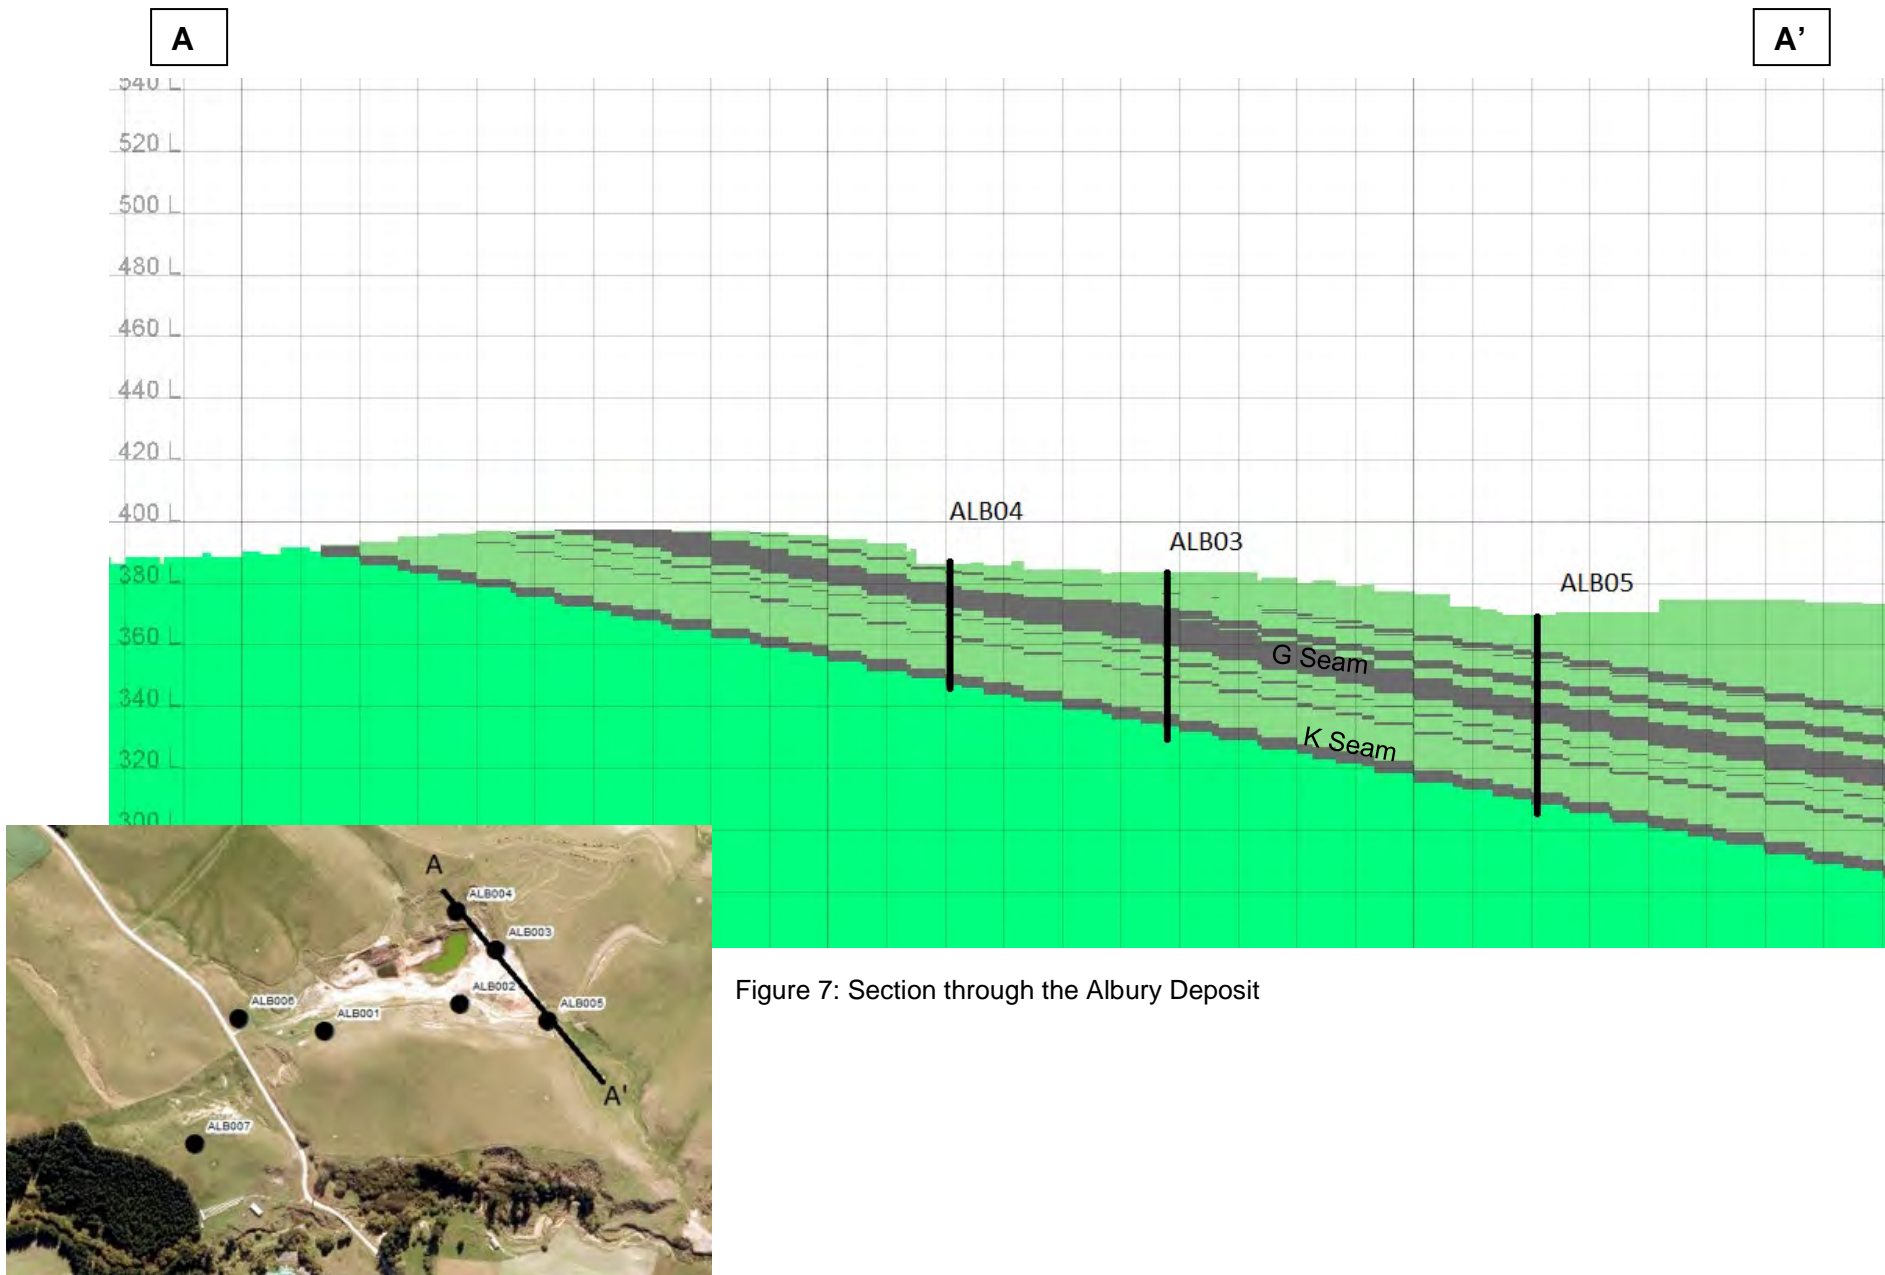 A
A’
540 L
520 L
500 L
480 L
460 L
440 L
420 L
400 L
380 L
360 L
340 L
320 L
300 L
ALB04
ALB03
ALB05
G Seam
K Seam
A
ALB004
ALB003
ALB002
ALB005
ALB006
ALB001
A'
ALB007
Figure 7: Section through the Albury Deposit